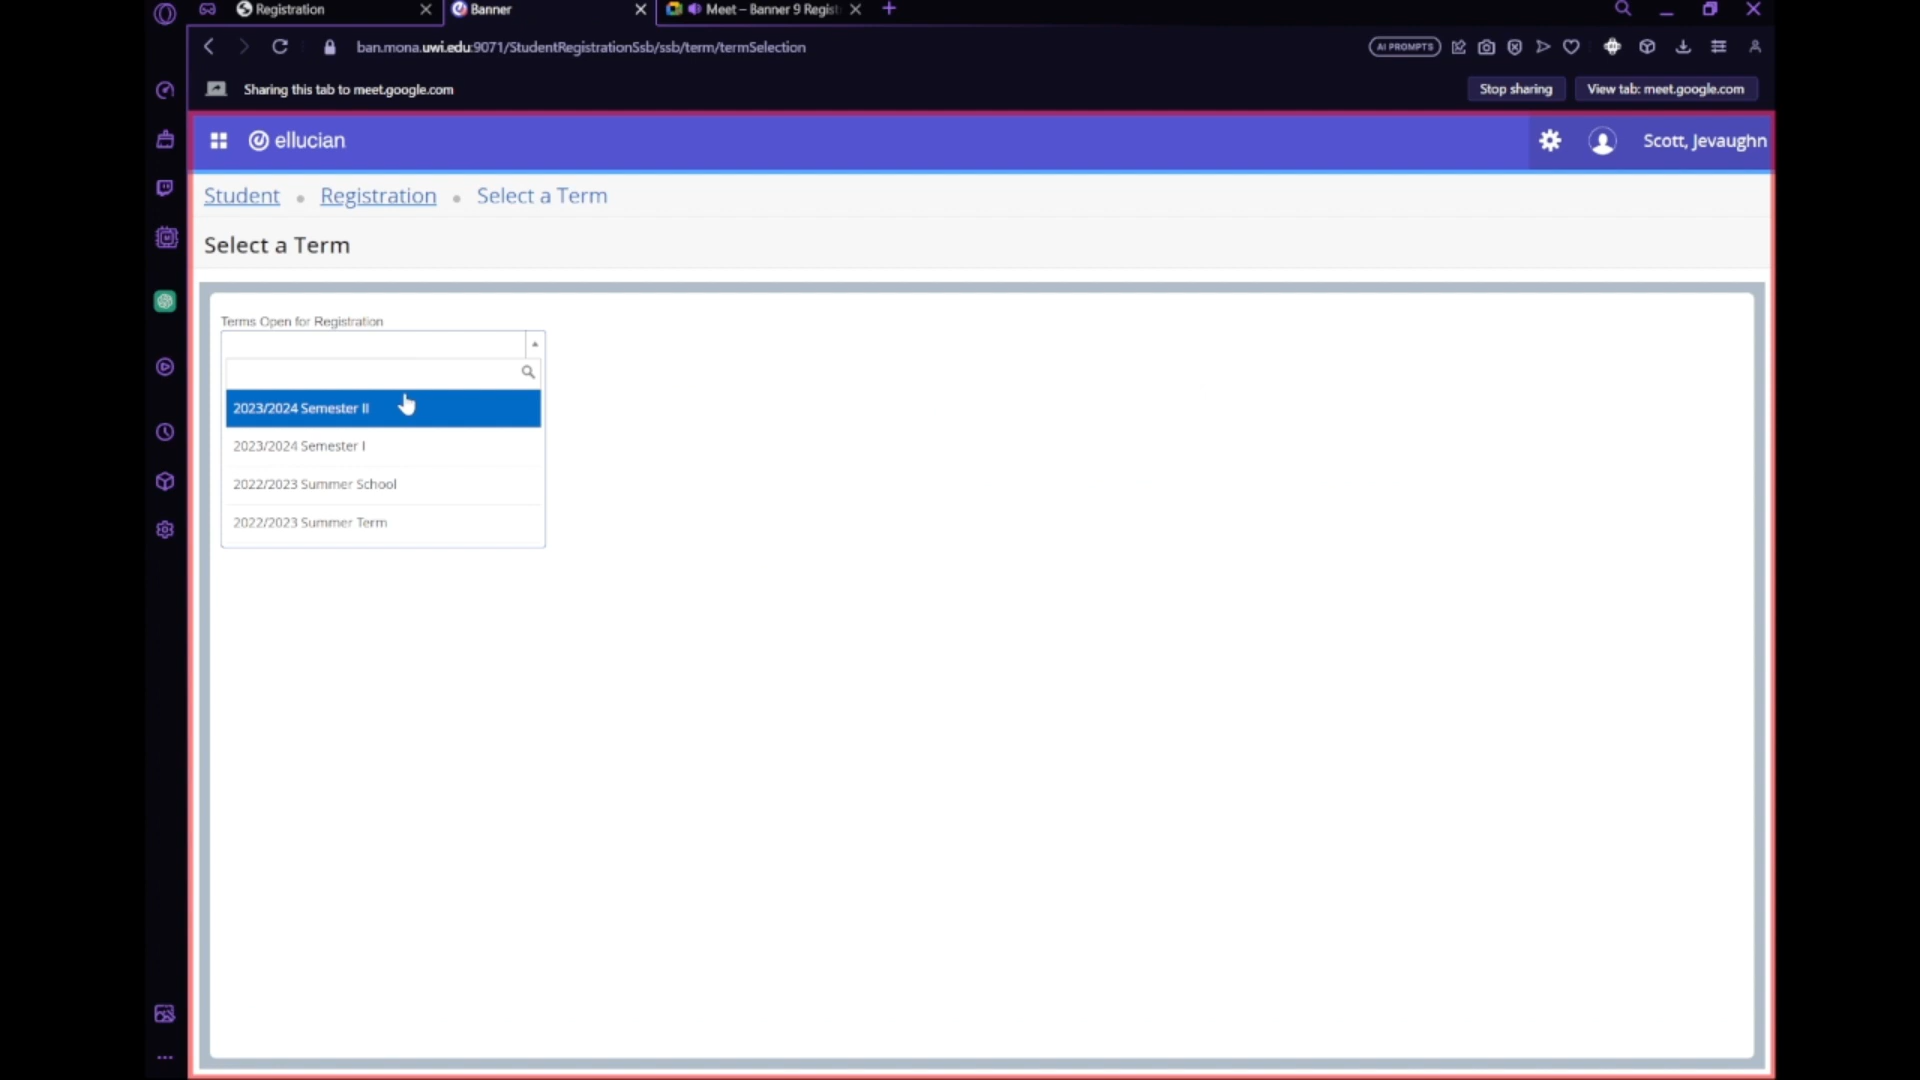 Registration
Banner
Meet – Banner 9 Regist
ban.mona.uwi.edu:9071/StudentRegistrationSsb/ssb/term/termSelection
AI PROMPTS
Sharing this tab to meet.google.com
Stop sharing
View tab: meet.google.com
ellucian
Scott, Jevaughn
Student • Registration • Select a Term
Select a Term
Terms Open for Registration
2023/2024 Semester II
2023/2024 Semester I
2022/2023 Summer School
2022/2023 Summer Term